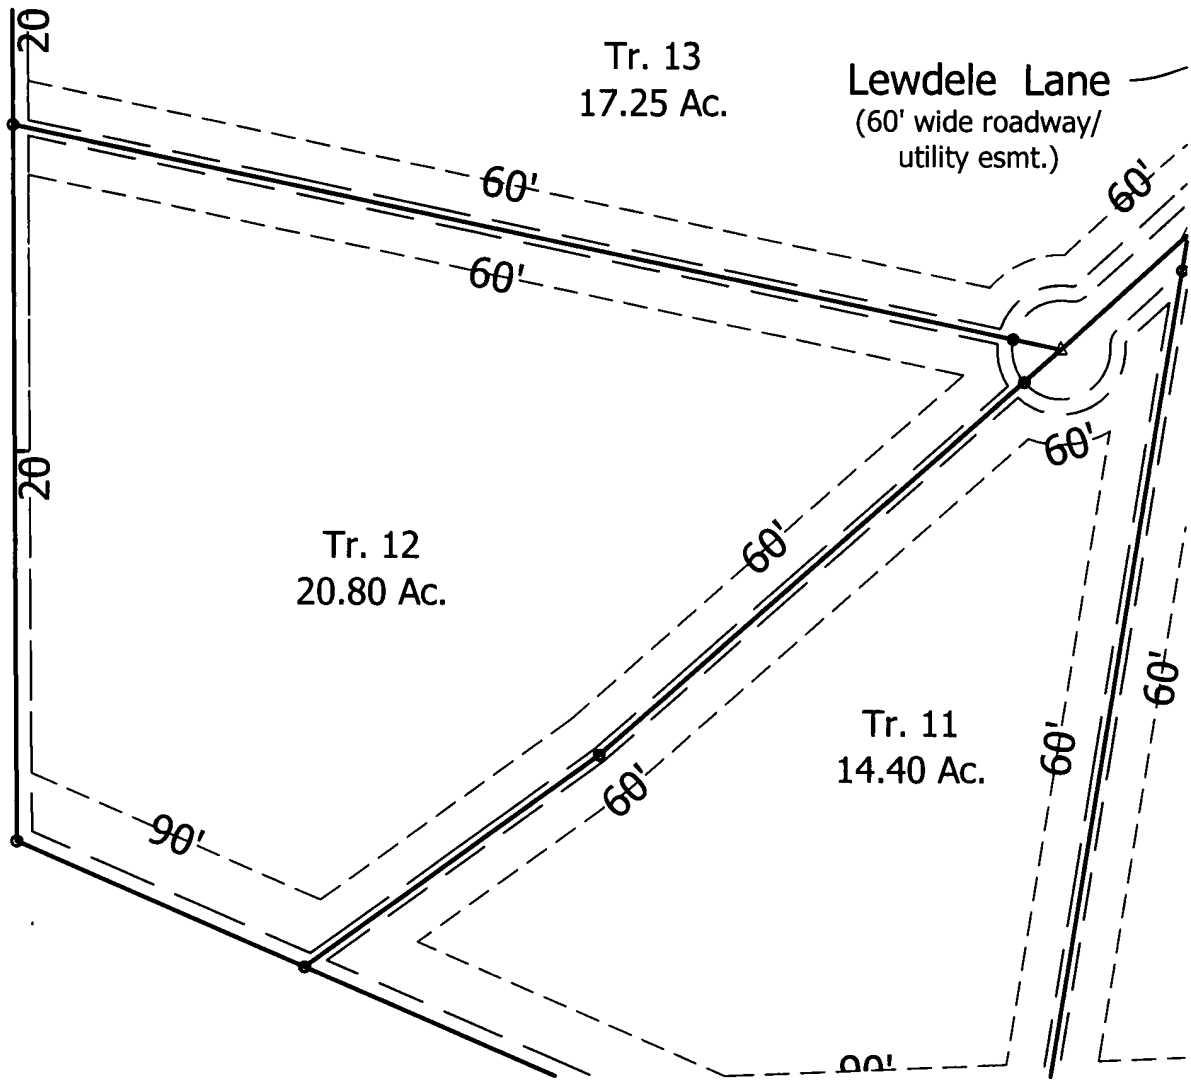 20'
Tr. 13
17.25 Ac.
Lewdele Lane
(60' wide roadway/
utility esmt.)
60'
60'
60'
60'
20'
Tr. 12
20.80 Ac.
60'
60'
Tr. 11
14.40 Ac.
60'
60'
90'
90'